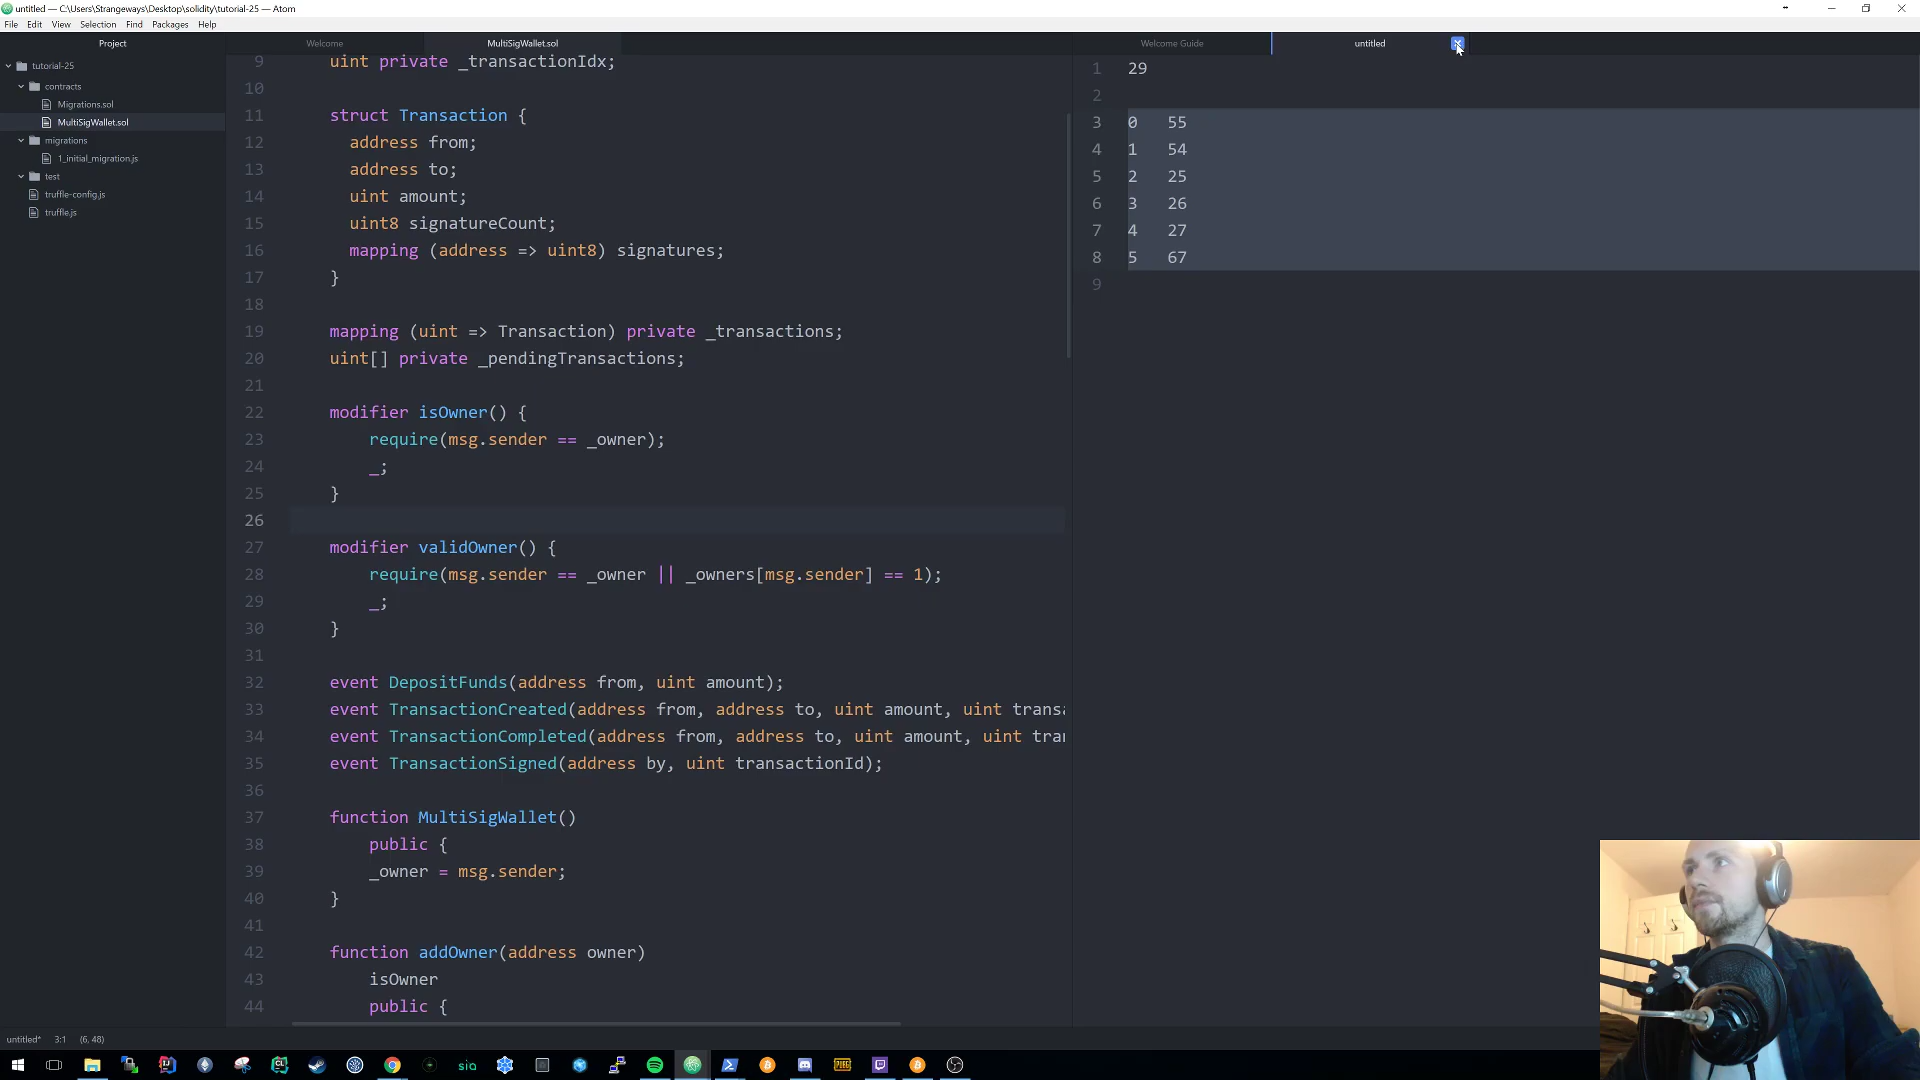 untitled — C:\Users\Strangeways\Desktop\solidity\tutorial-25 — Atom
File Edit View Selection Find Packages Help
Project
Welcome
MultiSigWallet.sol
Welcome Guide
untitled
tutorial-25
contracts
Migrations.sol
MultiSigWallet.sol
migrations
1_initial_migration.js
test
truffle-config.js
truffle.js
9 uint private _transactionIdx;
10
11 struct Transaction {
12 address from;
13 address to;
14 uint amount;
15 uint8 signatureCount;
16 mapping (address => uint8) signatures;
17 }
18
19 mapping (uint => Transaction) private _transactions;
20 uint[] private _pendingTransactions;
21
22 modifier isOwner() {
23 require(msg.sender == _owner);
24 _;
25 }
26
27 modifier validOwner() {
28 require(msg.sender == _owner || _owners[msg.sender] == 1);
29 _;
30 }
31
32 event DepositFunds(address from, uint amount);
33 event TransactionCreated(address from, address to, uint amount, uint transa
34 event TransactionCompleted(address from, address to, uint amount, uint tran
35 event TransactionSigned(address by, uint transactionId);
36
37 function MultiSigWallet()
38 public {
39 _owner = msg.sender;
40 }
41
42 function addOwner(address owner)
43 isOwner
44 public {
1 29
2
3 0 55
4 1 54
5 2 25
6 3 26
7 4 27
8 5 67
9
untitled* 3:1 (6, 48)
sia